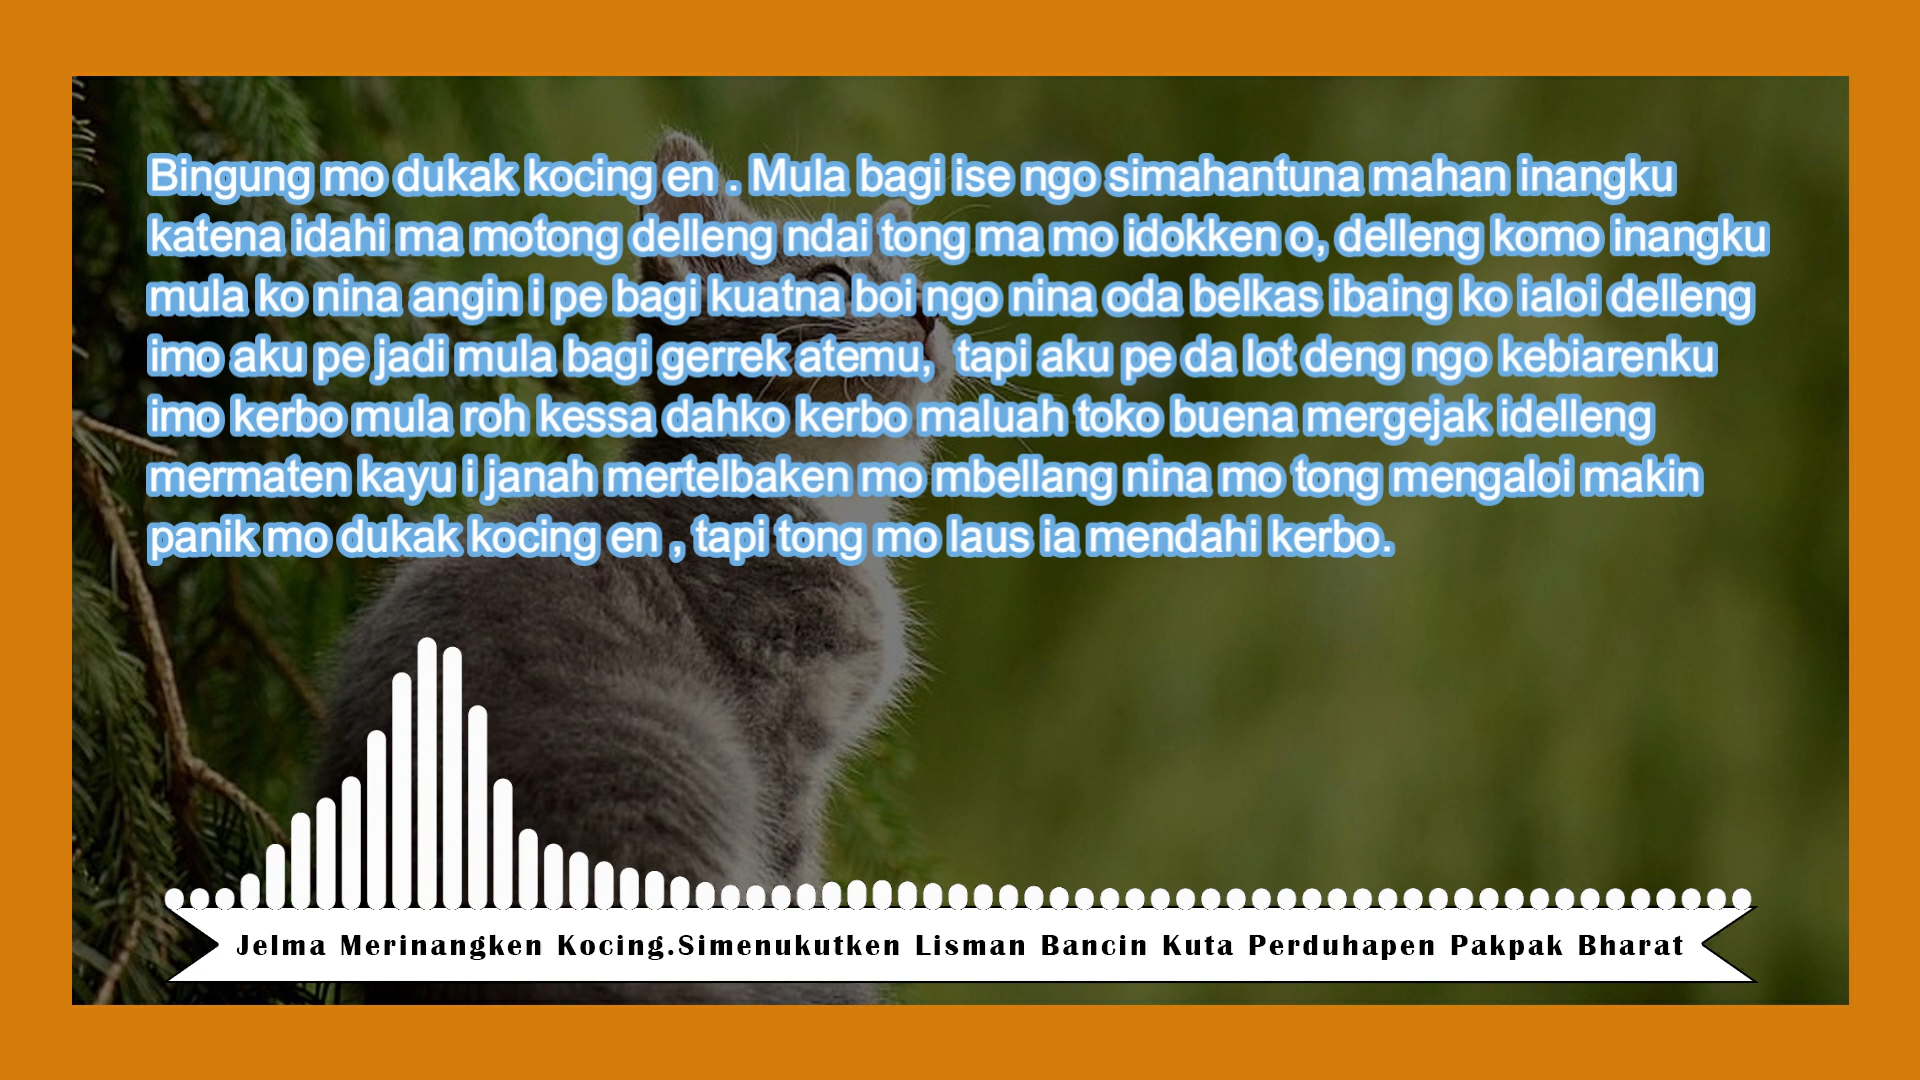 Bingung mo dukak kocing en . Mula bagi ise ngo simahantuna mahan inangku
katena idahi ma motong delleng ndai tong ma mo idokken o, delleng komo inangku
mula ko nina angin i pe bagi kuatna boi ngo nina oda belkas ibaing ko ialoi delleng
imo aku pe jadi mula bagi gerrek atemu, tapi aku pe da lot deng ngo kebiarenku
imo kerbo mula roh kessa dahko kerbo maluah toko buena mergejak idelleng
mermaten kayu i janah mertelbaken mo mbellang nina mo tong mengaloi makin
panik mo dukak kocing en , tapi tong mo laus ia mendahi kerbo.
Jelma Merinangken Kocing.Simenukutken Lisman Bancin Kuta Perduhapen Pakpak Bharat